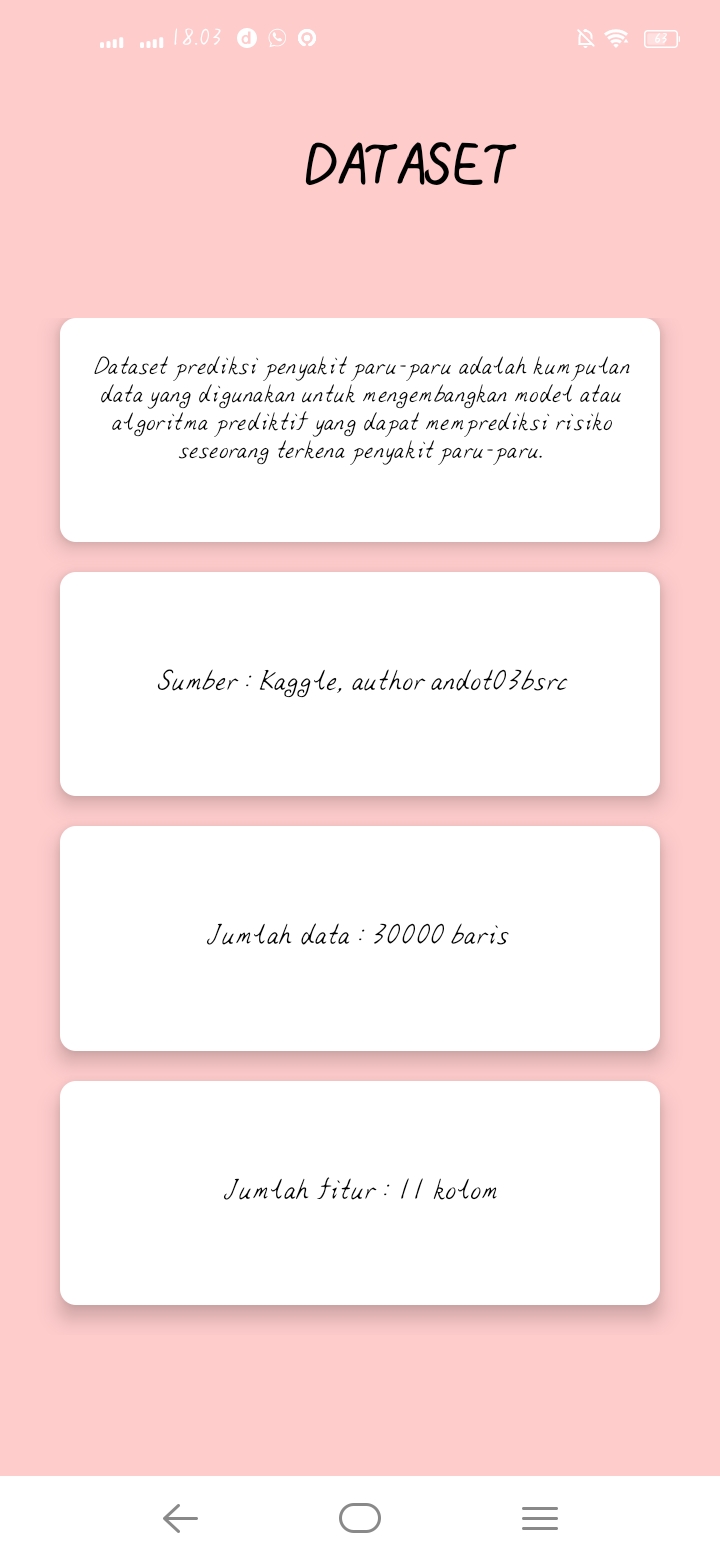 18.03
63
DATASET
Dataset prediksi penyakit paru-paru adalah kumpulan
data yang digunakan untuk mengembangkan model atau
algoritma prediktif yang dapat memprediksi risiko
seseorang terkena penyakit paru-paru.
Sumber : Kaggle, author andot03bsrc
Jumlah data : 30000 baris
Jumlah fitur : 11 kolom